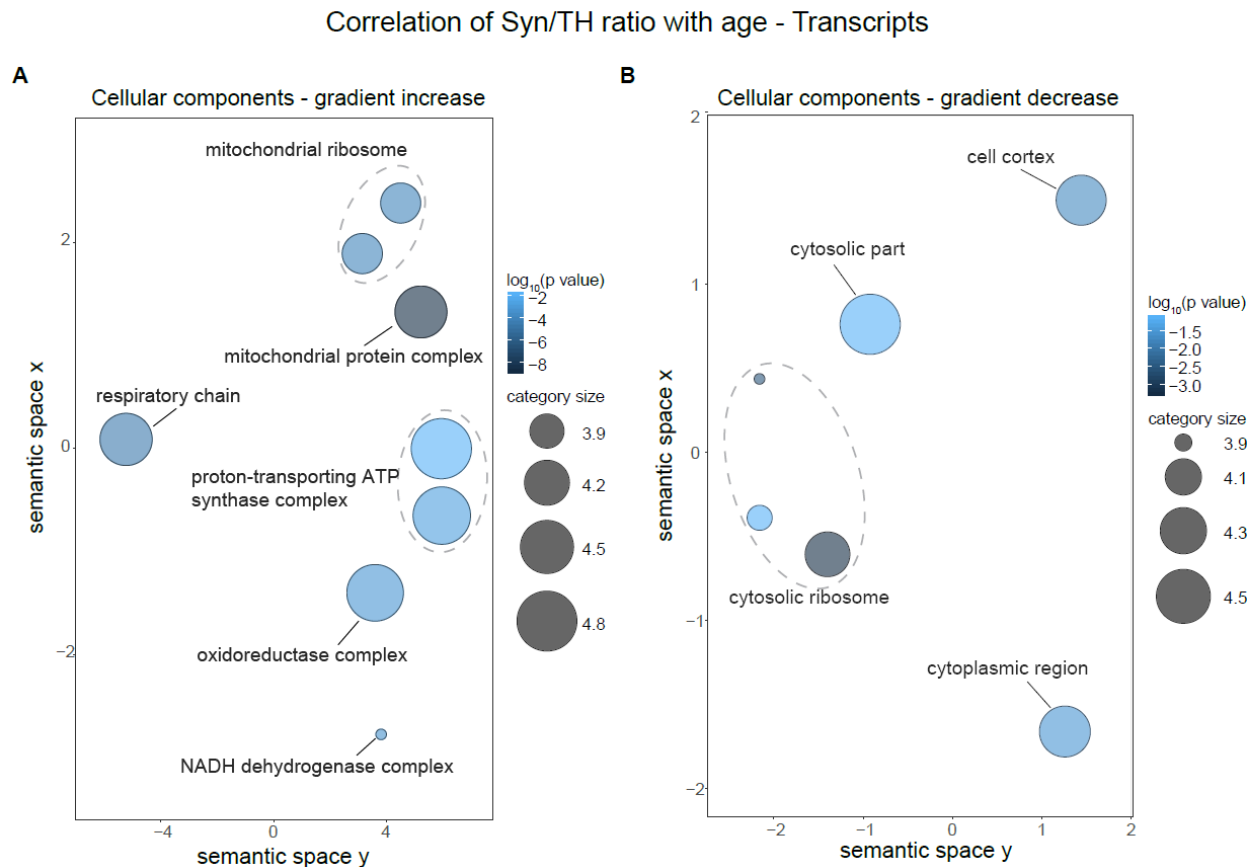 Correlation of Syn/TH ratio with age - Transcripts
A
Cellular components - gradient increase
mitochondrial ribosome
mitochondrial protein complex
respiratory chain
proton-transporting ATP
synthase complex
oxidoreductase complex
NADH dehydrogenase complex
semantic space x
2
0
−2
−4
0
4
semantic space y
log10(p value)
−2
−4
−6
−8
category size
3.9
4.2
4.5
4.8
B
Cellular components - gradient decrease
cell cortex
cytosolic part
cytosolic ribosome
cytoplasmic region
semantic space x
2
1
0
−1
−2
−2
−1
0
1
2
semantic space y
log10(p value)
−1.5
−2.0
−2.5
−3.0
category size
3.9
4.1
4.3
4.5